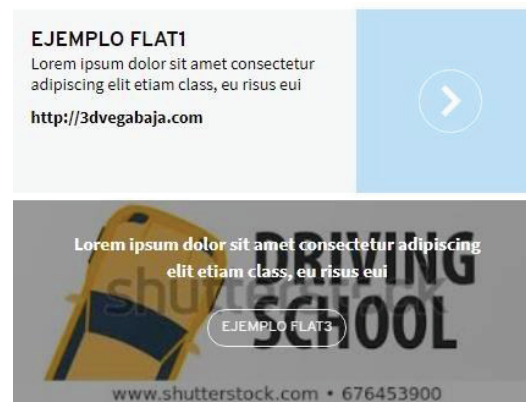 EJEMPLO FLAT1
Lorem ipsum dolor sit amet consectetur
adipiscing elit etiam class, eu risus eui
http://3dvegabaja.com
Lorem ipsum dolor sit amet consectetur adipiscing
elit etiam class, eu risus eui
DRIVING
shutterstock
EJEMPLO FLAT3
SCHOOL
www.shutterstock.com • 676453900